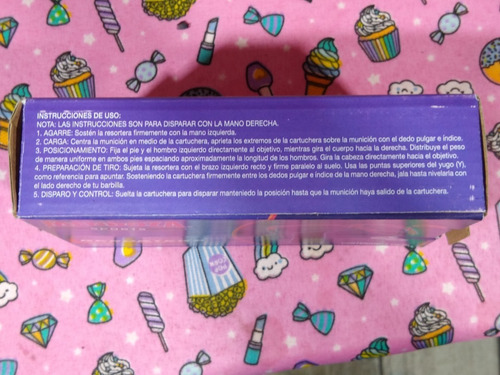 INSTRUCCIONES DE USO:
NOTA: LAS INSTRUCCIONES SON PARA DISPARAR CON LA MANO DERECHA.
1. AGARRE: Sostén la resortera firmemente con la mano izquierda.
2. CARGA: Centra la munición en medio de la cartuchera, aprieta los extremos de la cartuchera sobre la munición con el dedo pulgar e índice.
3. POSICIONAMIENTO: Fija el pie y el hombro izquierdo directamente al objetivo, mientras gira el cuerpo hacia la derecha. Distribuye el peso
de manera uniforme en ambos pies espaciando aproximadamente la longitud de los hombros. Gira la cabeza directamente hacia el objetivo.
4. PREPARACIÓN DE TIRO: Sujeta la resortera con el brazo izquierdo recto y firme paralelo al suelo. Usa las puntas superiores del yugo (Y),
como referencia para apuntar. Sosteniendo la cartuchera firmemente entre los dedos pulgar e índice de la mano derecha, jala hasta nivelarla con
el lado derecho de tu barbilla.
5. DISPARO Y CONTROL: Suelta la cartuchera para disparar manteniedo la posición hasta que la munición haya salido de la cartuchera.